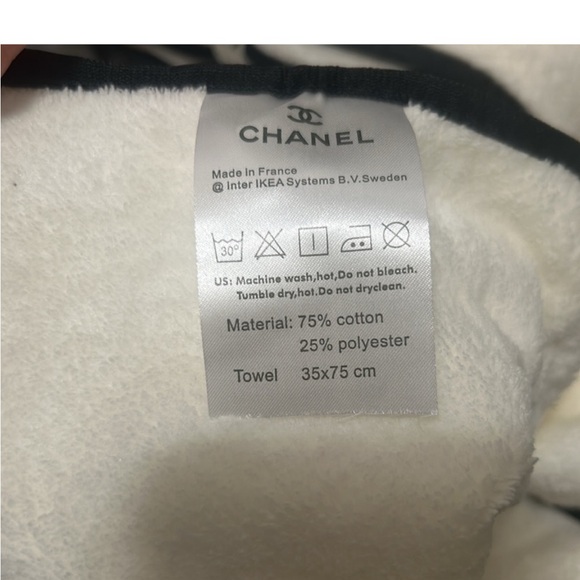 CHANEL
Made In France
@ Inter IKEA Systems B.V.Sweden
30°
US: Machine wash,hot,Do not bleach.
Tumble dry,hot.Do not dryclean.
Material: 75% cotton
25% polyester
Towel 35x75 cm